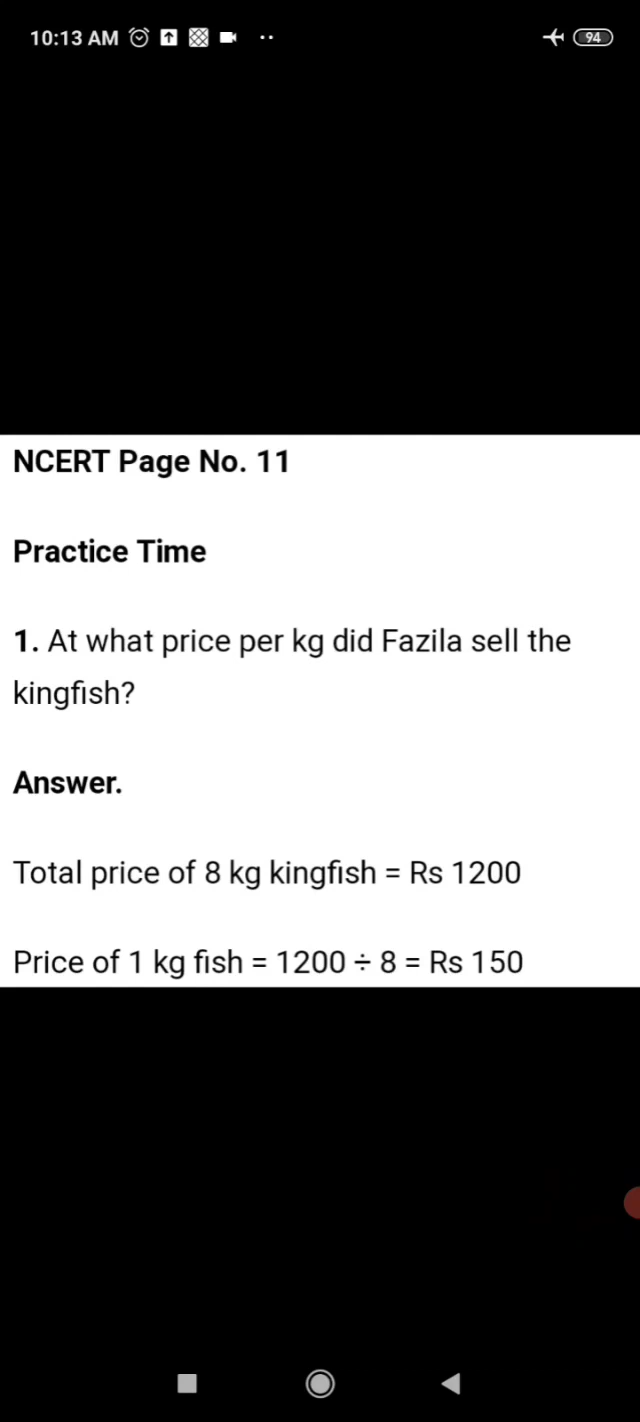 10:13 AM
94
NCERT Page No. 11
Practice Time
1. At what price per kg did Fazila sell the
kingfish?
Answer.
Total price of 8 kg kingfish = Rs 1200
Price of 1 kg fish = 1200 ÷ 8 = Rs 150